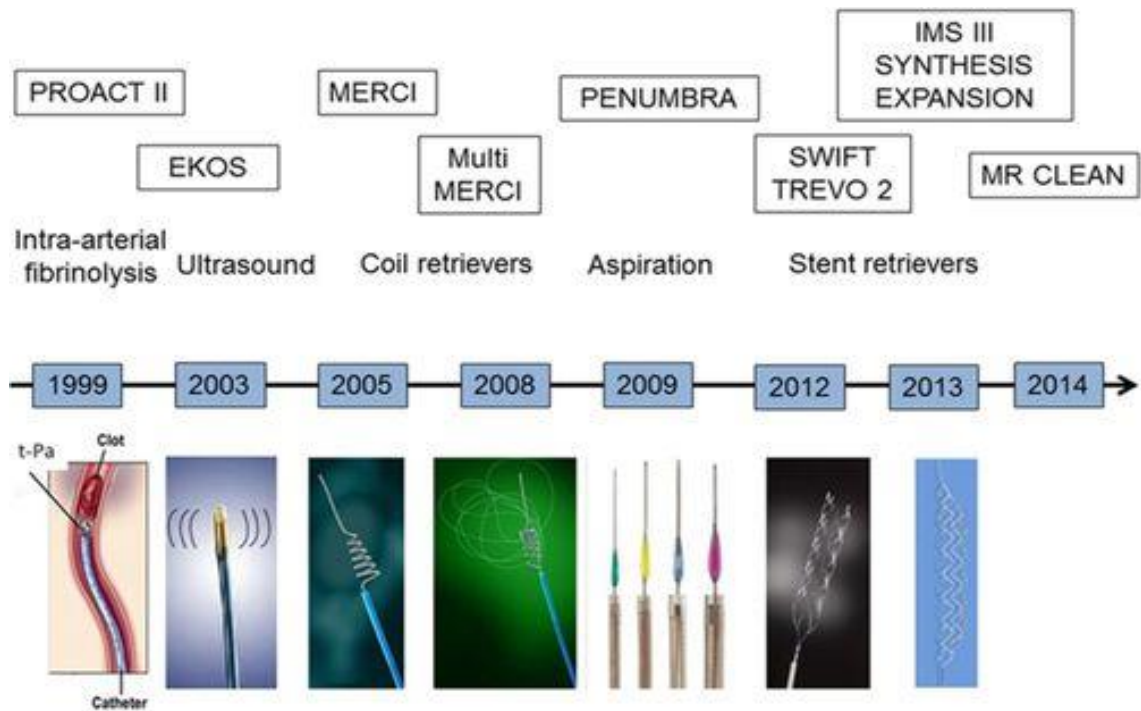 PROACT II
MERCI
PENUMBRA
IMS III
SYNTHESIS
EXPANSION
EKOS
Multi
MERCI
SWIFT
TREVO 2
MR CLEAN
Intra-arterial
fibrinolysis
Ultrasound
Coil retrievers
Aspiration
Stent retrievers
1999
2003
2005
2008
2009
2012
2013
2014
t-Pa
Clot
Catheter